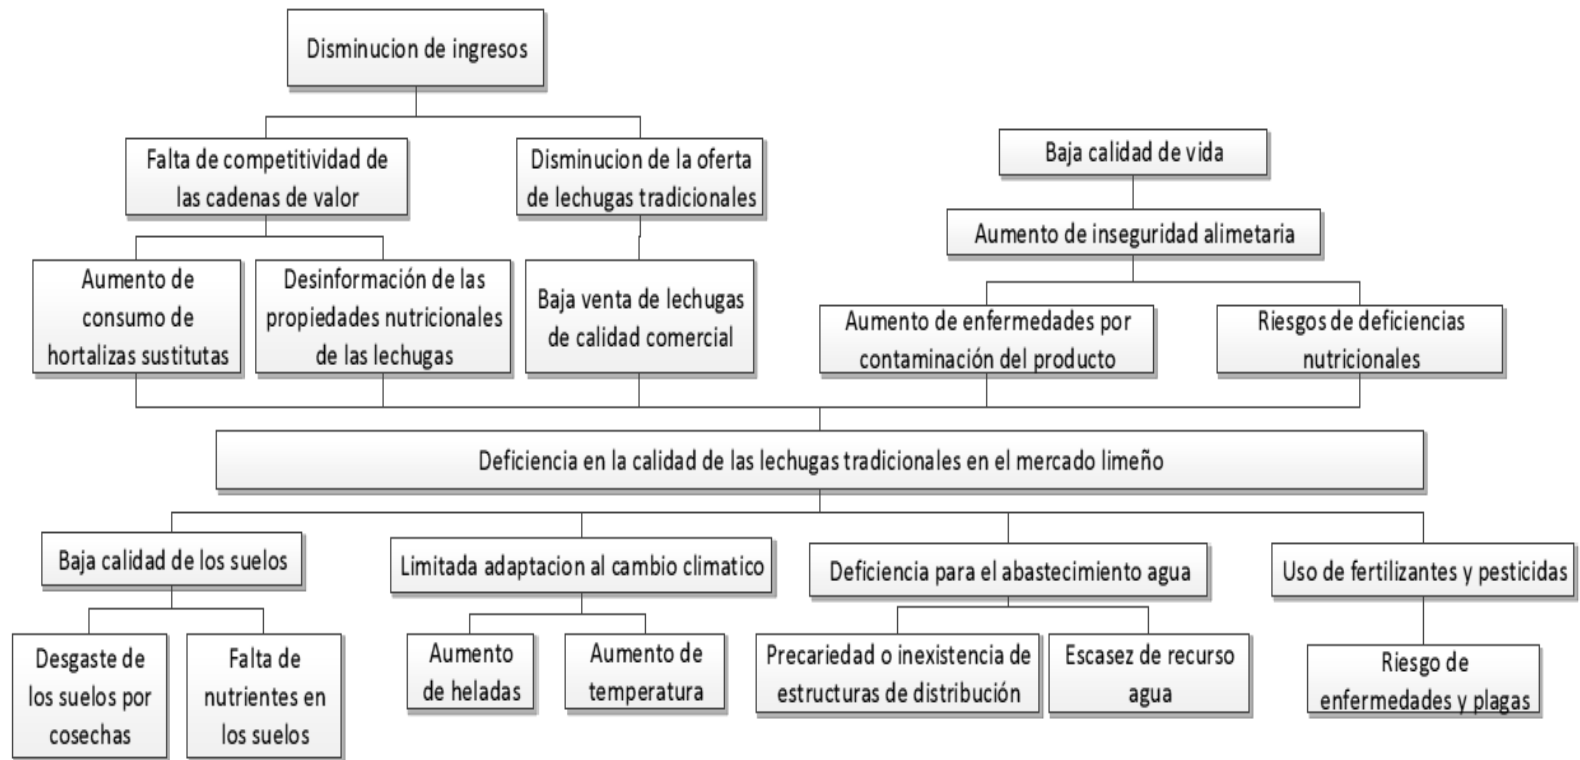 Disminucion de ingresos
Falta de competitividad de
las cadenas de valor
Disminucion de la oferta
de lechugas tradicionales
Baja calidad de vida
Aumento de inseguridad alimetaria
Aumento de
consumo de
hortalizas sustitutas
Desinformación de las
propiedades nutricionales
de las lechugas
Baja venta de lechugas
de calidad comercial
Aumento de enfermedades por
contaminación del producto
Riesgos de deficiencias
nutricionales
Deficiencia en la calidad de las lechugas tradicionales en el mercado limeño
Baja calidad de los suelos
Limitada adaptacion al cambio climatico
Deficiencia para el abastecimiento agua
Uso de fertilizantes y pesticidas
Desgaste de
los suelos por
cosechas
Falta de
nutrientes en
los suelos
Aumento
de heladas
Aumento de
temperatura
Precariedad o inexistencia de
estructuras de distribución
Escasez de recurso
agua
Riesgo de
enfermedades y plagas